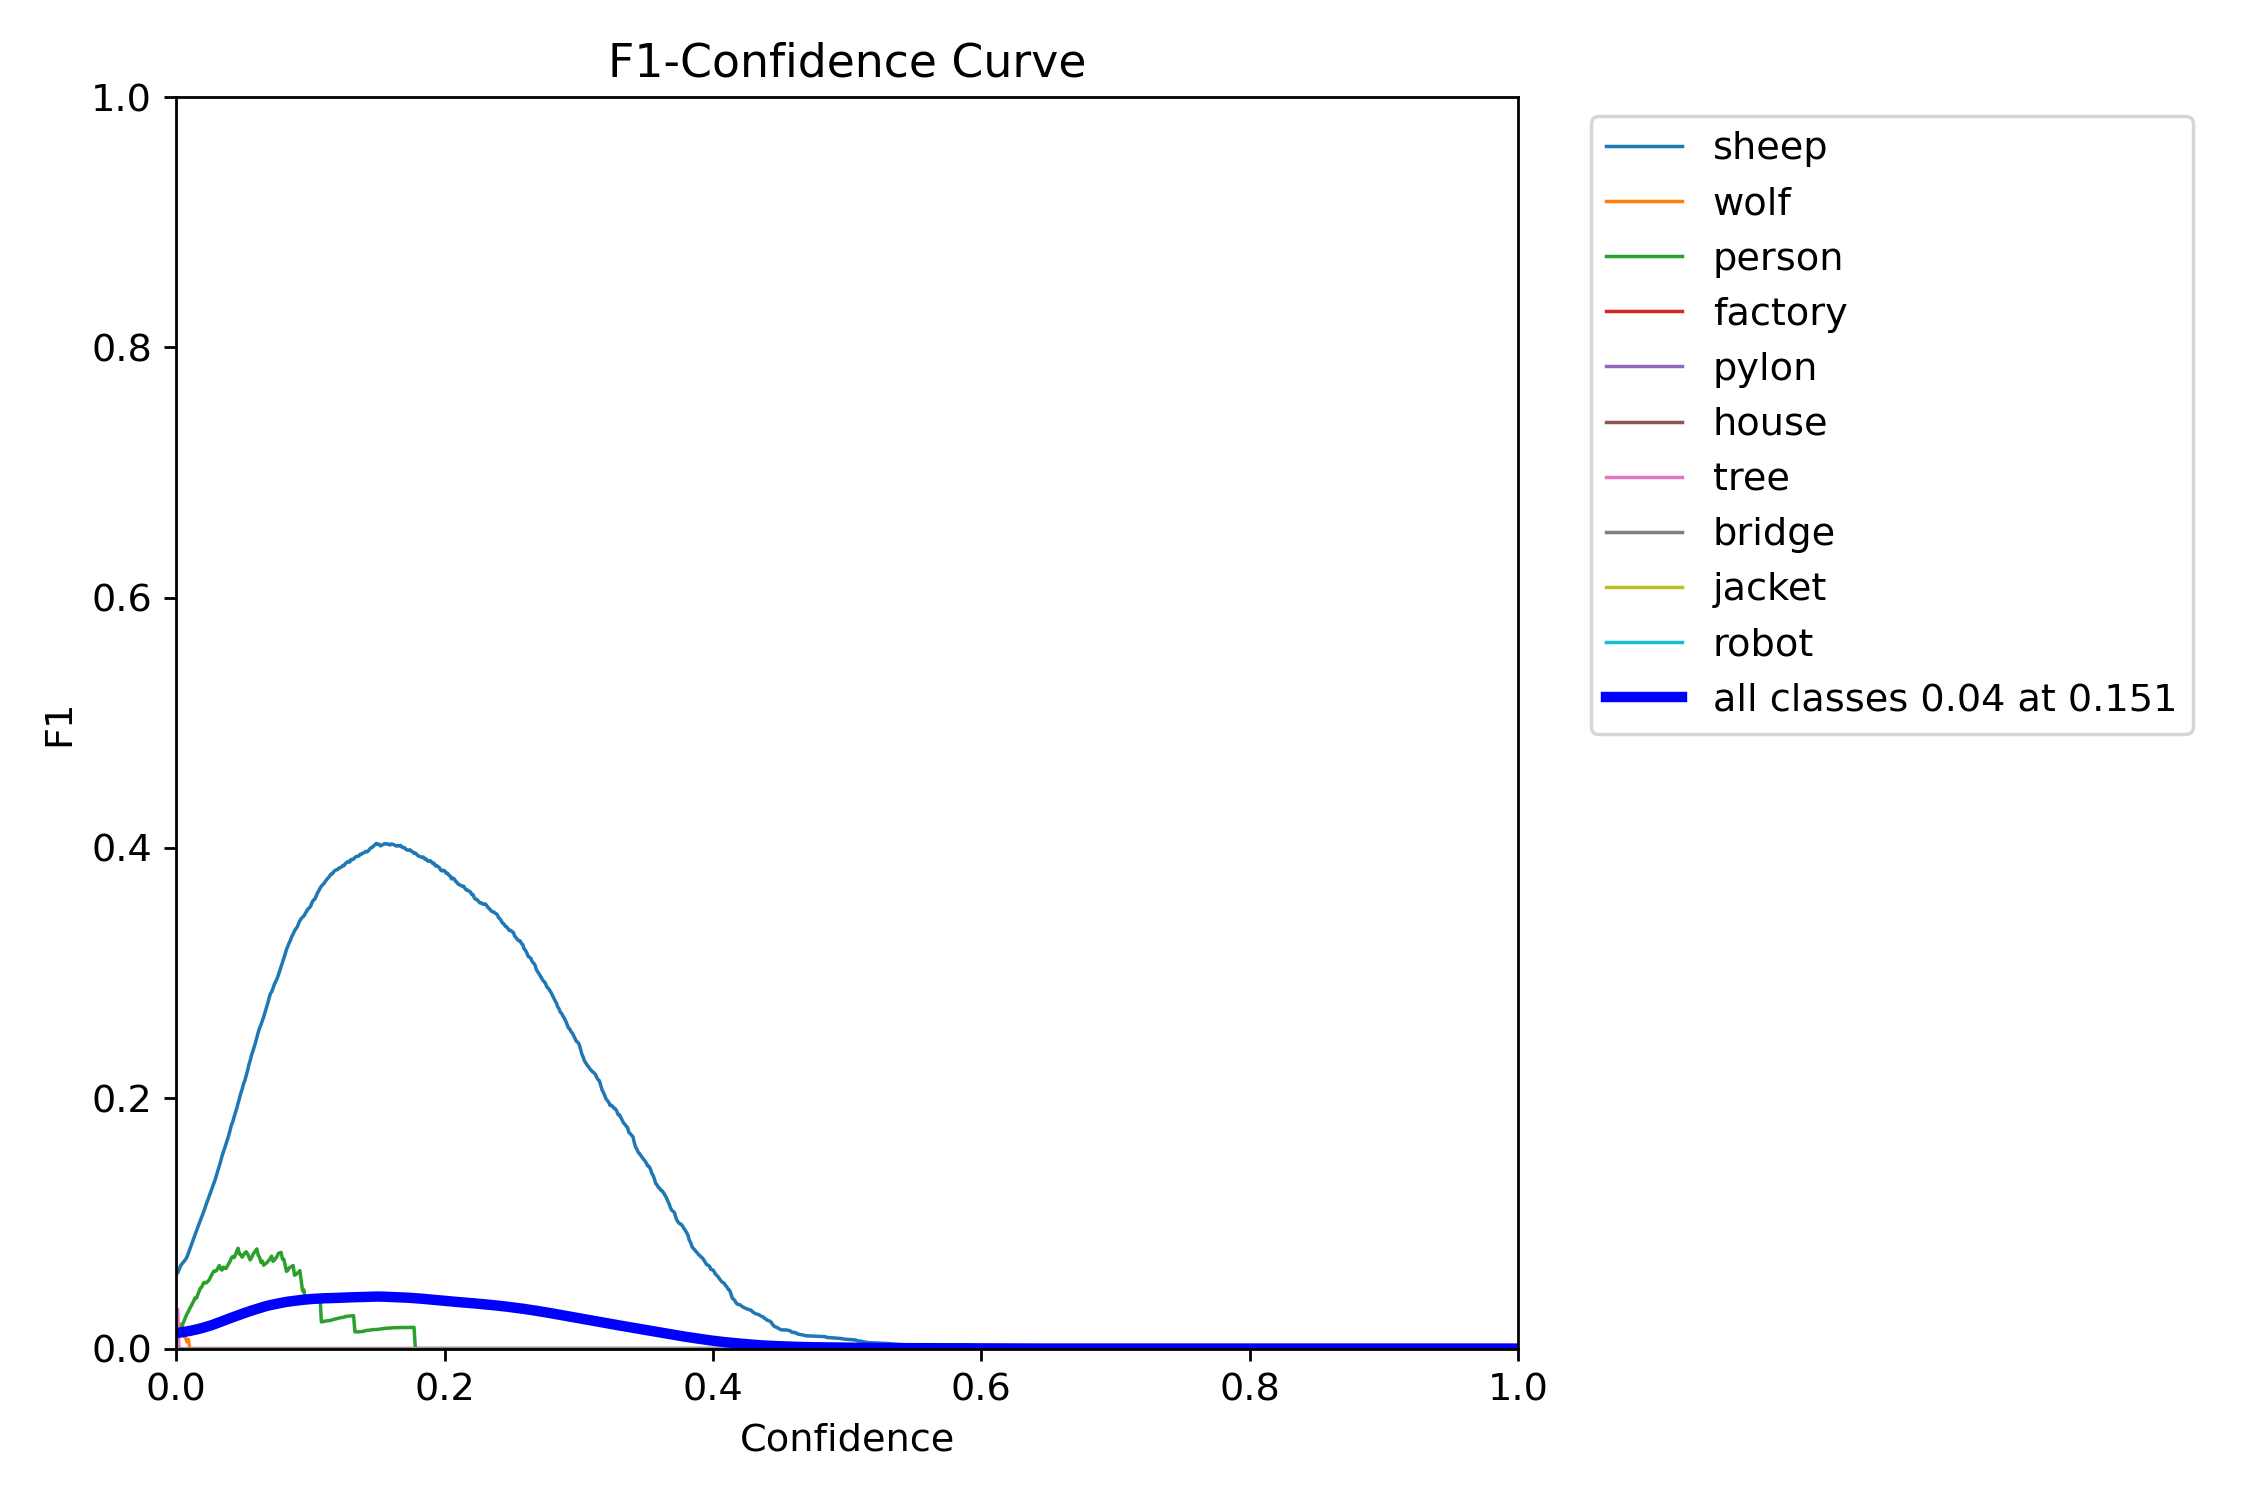 F1-Confidence Curve
1.0
0.8
0.6
0.4
0.2
0.0
F1
0.0 0.2 0.4 0.6 0.8 1.0
Confidence
sheep
wolf
person
factory
pylon
house
tree
bridge
jacket
robot
all classes 0.04 at 0.151